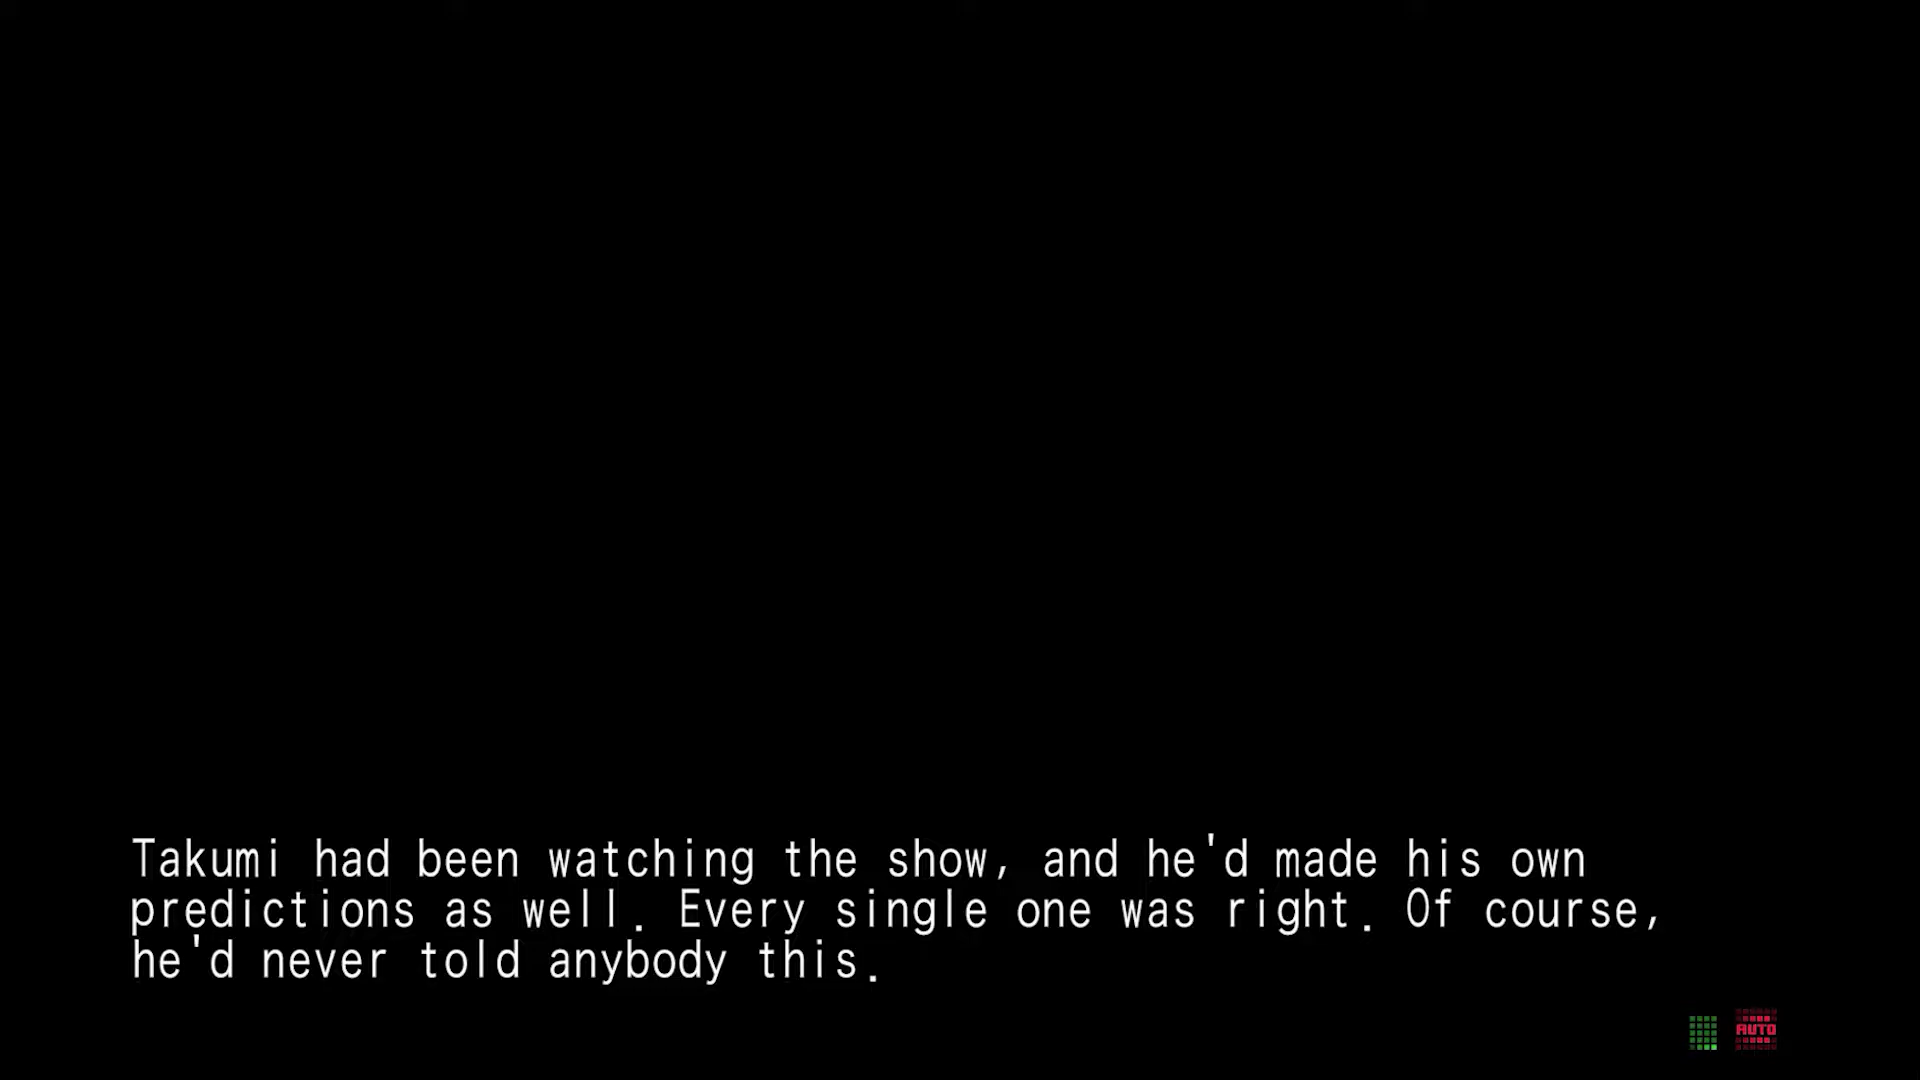 Takumi had been watching the show, and he'd made his own
predictions as well. Every single one was right. Of course,
he'd never told anybody this.
AUTO